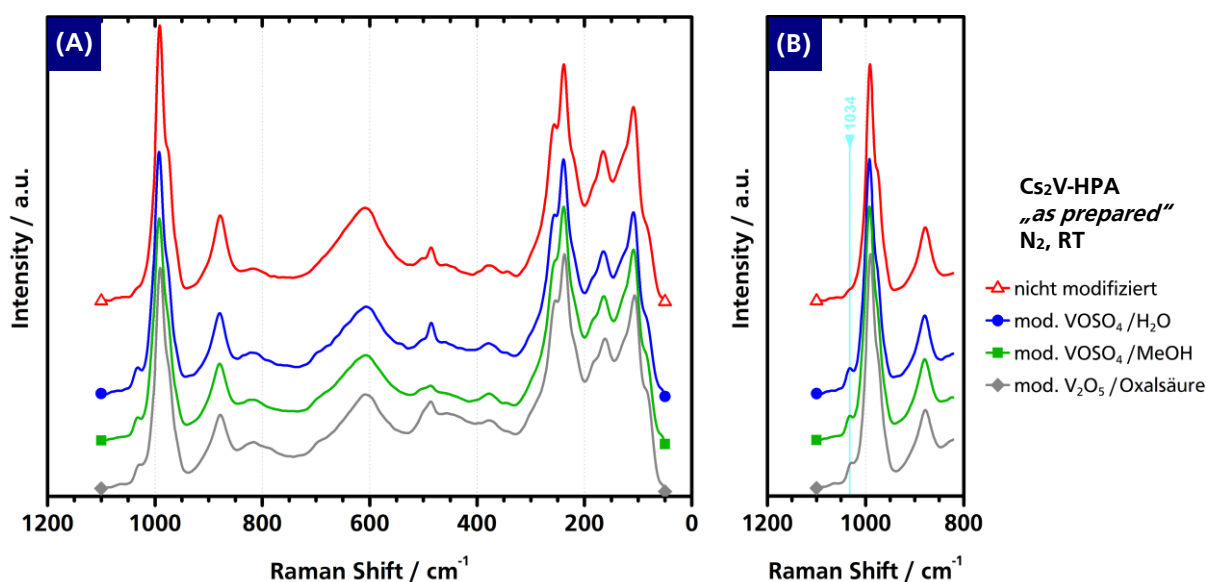 (A)
Intensity / a.u.
1200
1000
800
600
400
200
0
Raman Shift / cm⁻¹
(B)
Intensity / a.u.
1034
1200
1000
800
Raman Shift / cm⁻¹
Cs₂V-HPA
„as prepared“
N₂, RT
nicht modifiziert
mod. VOSO₄ / H₂O
mod. VOSO₄ / MeOH
mod. V₂O₅ / Oxalsäure